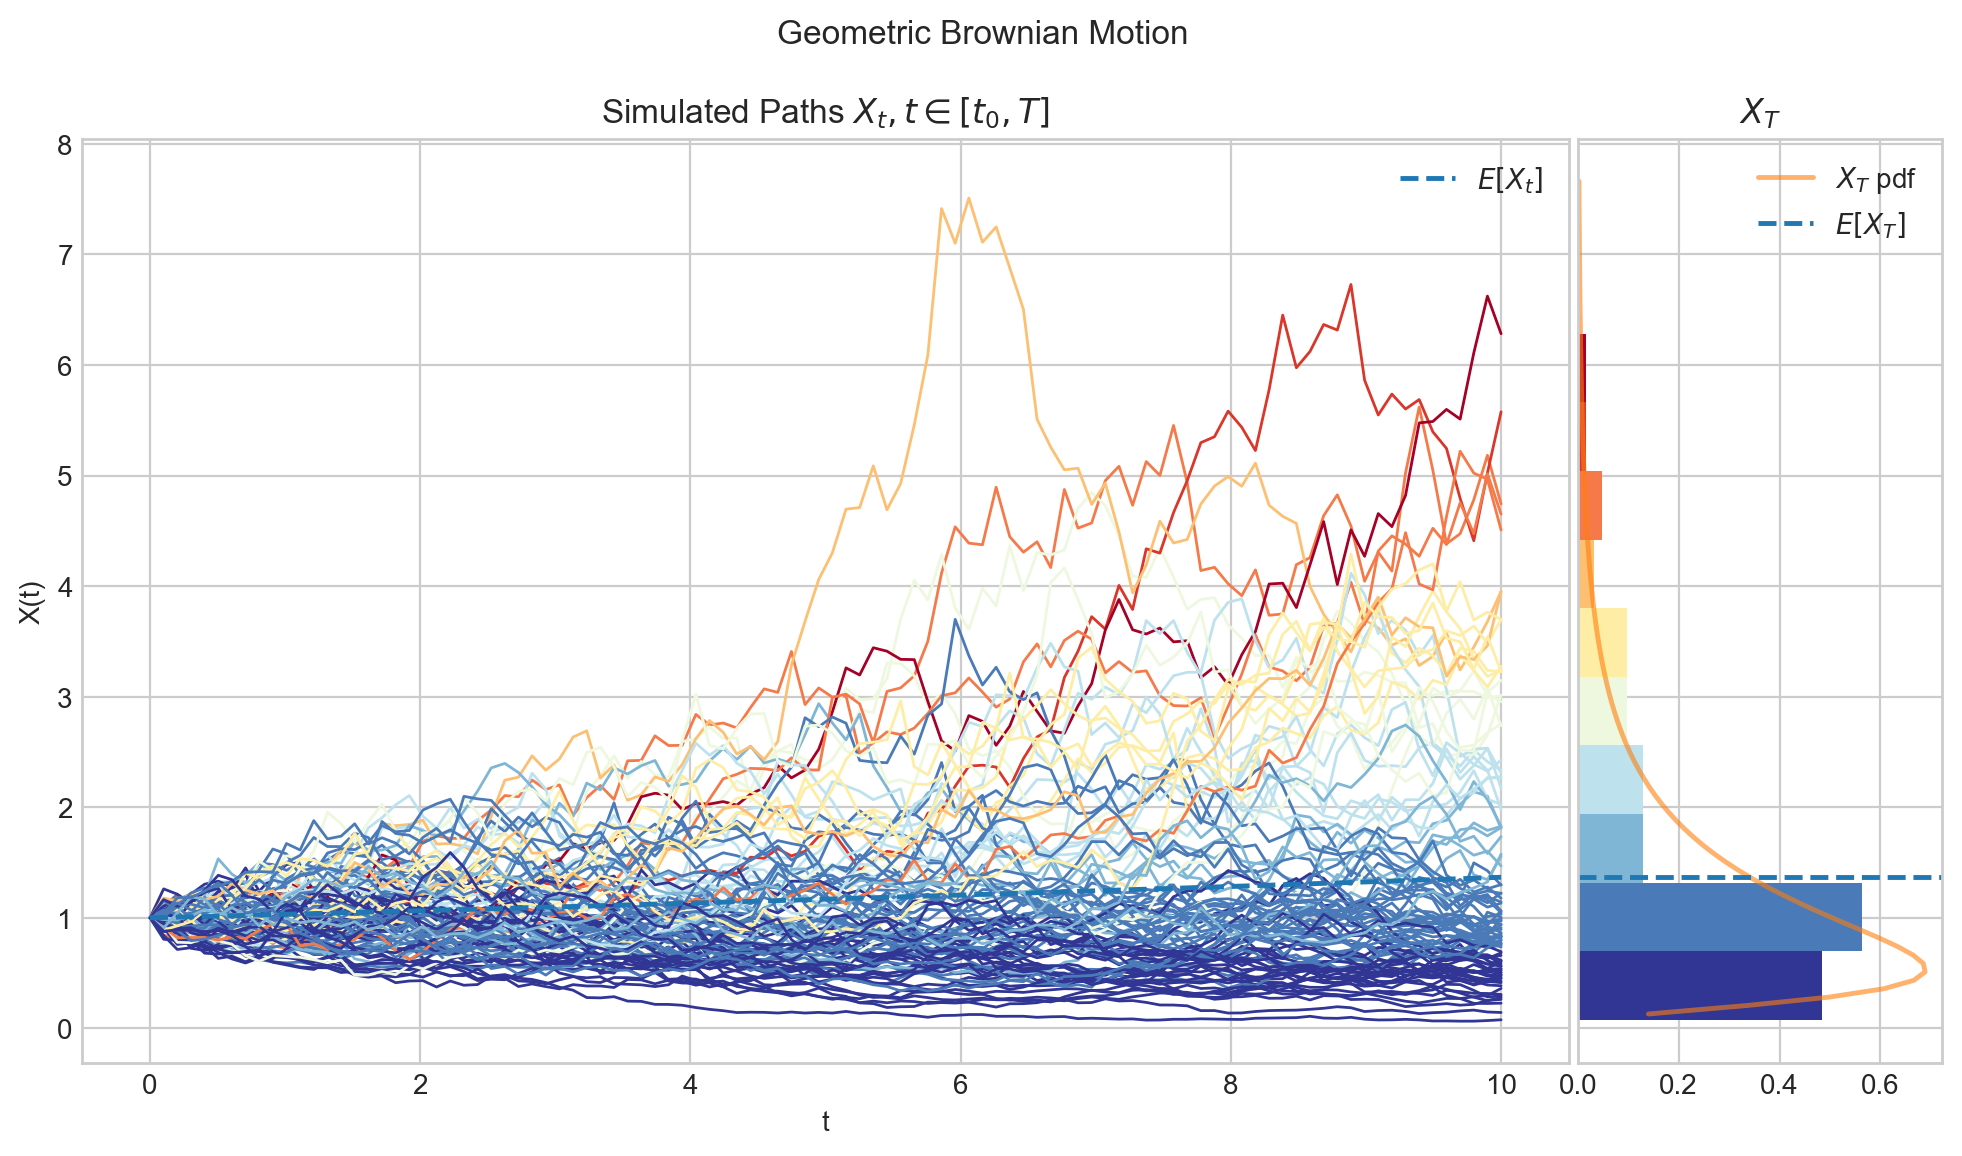 Geometric Brownian Motion
Simulated Paths $X_t, t \in [t_0, T]$
$X_T$
$E[X_t]$
$X_T$ pdf
$E[X_T]$
X(t)
8
7
6
5
4
3
2
1
0
0 2 4 6 8 10
0.0 0.2 0.4 0.6
t